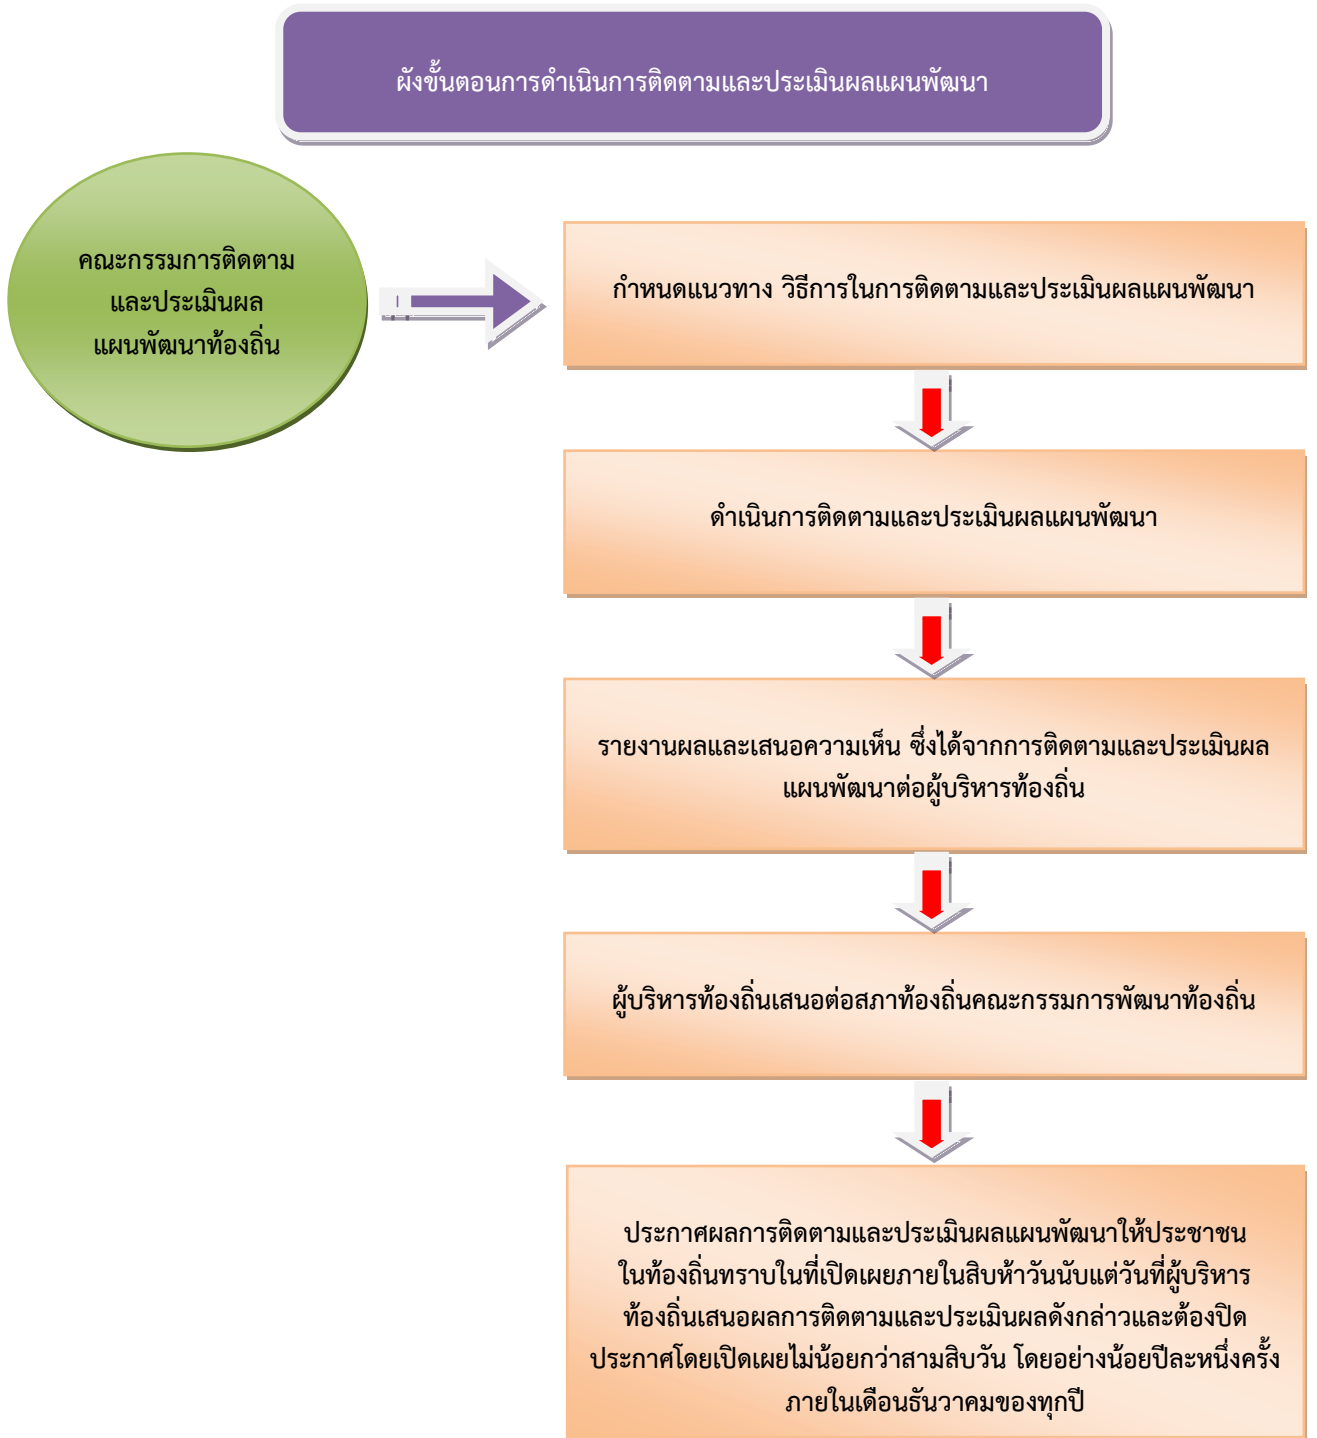 ผังขั้นตอนการดำเนินการติดตามและประเมินผลแผนพัฒนา
คณะกรรมการติดตาม
และประเมินผล
แผนพัฒนาท้องถิ่น
กำหนดแนวทาง วิธีการในการติดตามและประเมินผลแผนพัฒนา
ดำเนินการติดตามและประเมินผลแผนพัฒนา
รายงานผลและเสนอความเห็น ซึ่งได้จากการติดตามและประเมินผล
แผนพัฒนาต่อผู้บริหารท้องถิ่น
ผู้บริหารท้องถิ่นเสนอต่อสภาท้องถิ่นคณะกรรมการพัฒนาท้องถิ่น
ประกาศผลการติดตามและประเมินผลแผนพัฒนาให้ประชาชน
ในท้องถิ่นทราบในที่เปิดเผยภายในสิบห้าวันนับแต่วันที่ผู้บริหาร
ท้องถิ่นเสนอผลการติดตามและประเมินผลดังกล่าวและต้องปิด
ประกาศโดยเปิดเผยไม่น้อยกว่าสามสิบวัน โดยอย่างน้อยปีละหนึ่งครั้ง
ภายในเดือนธันวาคมของทุกปี